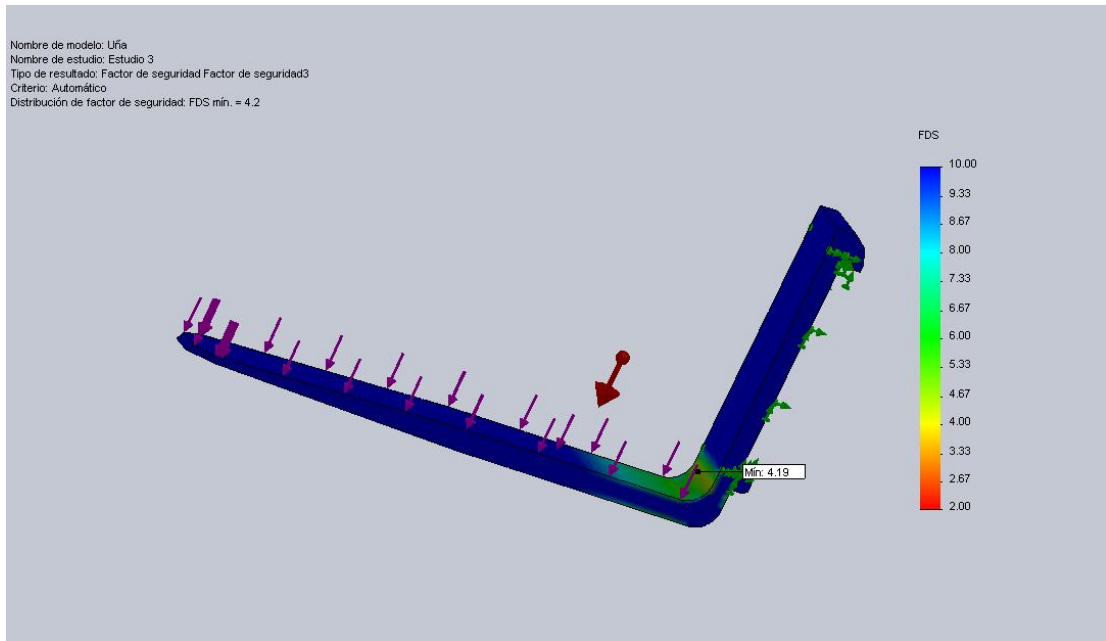 Nombre de modelo: Uña
Nombre de estudio: Estudio 3
Tipo de resultado: Factor de seguridad Factor de seguridad3
Criterio: Automático
Distribución de factor de seguridad: FDS mín. = 4.2
FDS
10.00
9.33
8.67
8.00
7.33
6.67
6.00
5.33
4.67
4.00
3.33
2.67
2.00
Mín: 4.19